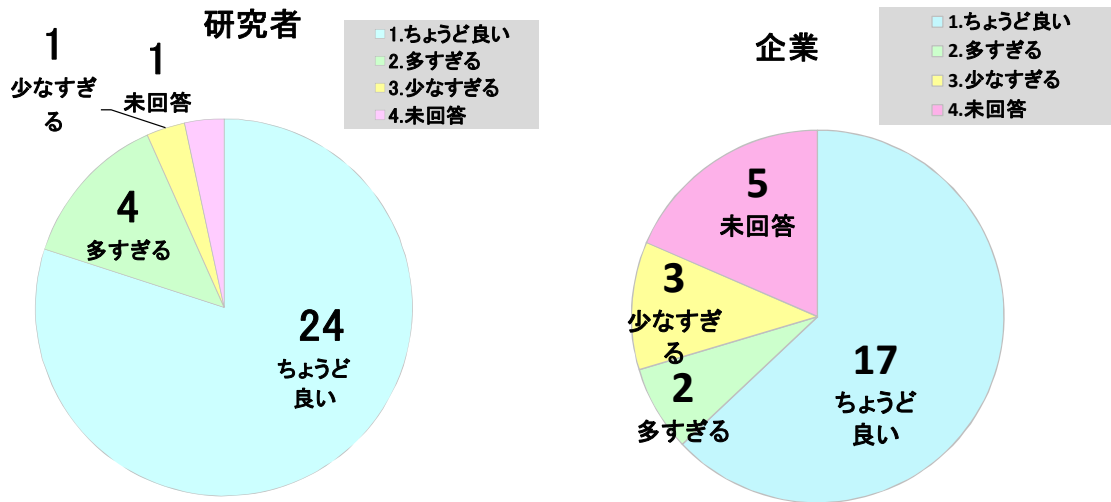 研究者
1.ちょうど良い
2.多すぎる
3.少なすぎる
4.未回答
1
少なすぎ
る
1
未回答
4
多すぎる
24
ちょうど
良い
企業
1.ちょうど良い
2.多すぎる
3.少なすぎる
4.未回答
5
未回答
3
少なすぎ
る
2
多すぎる
17
ちょうど
良い